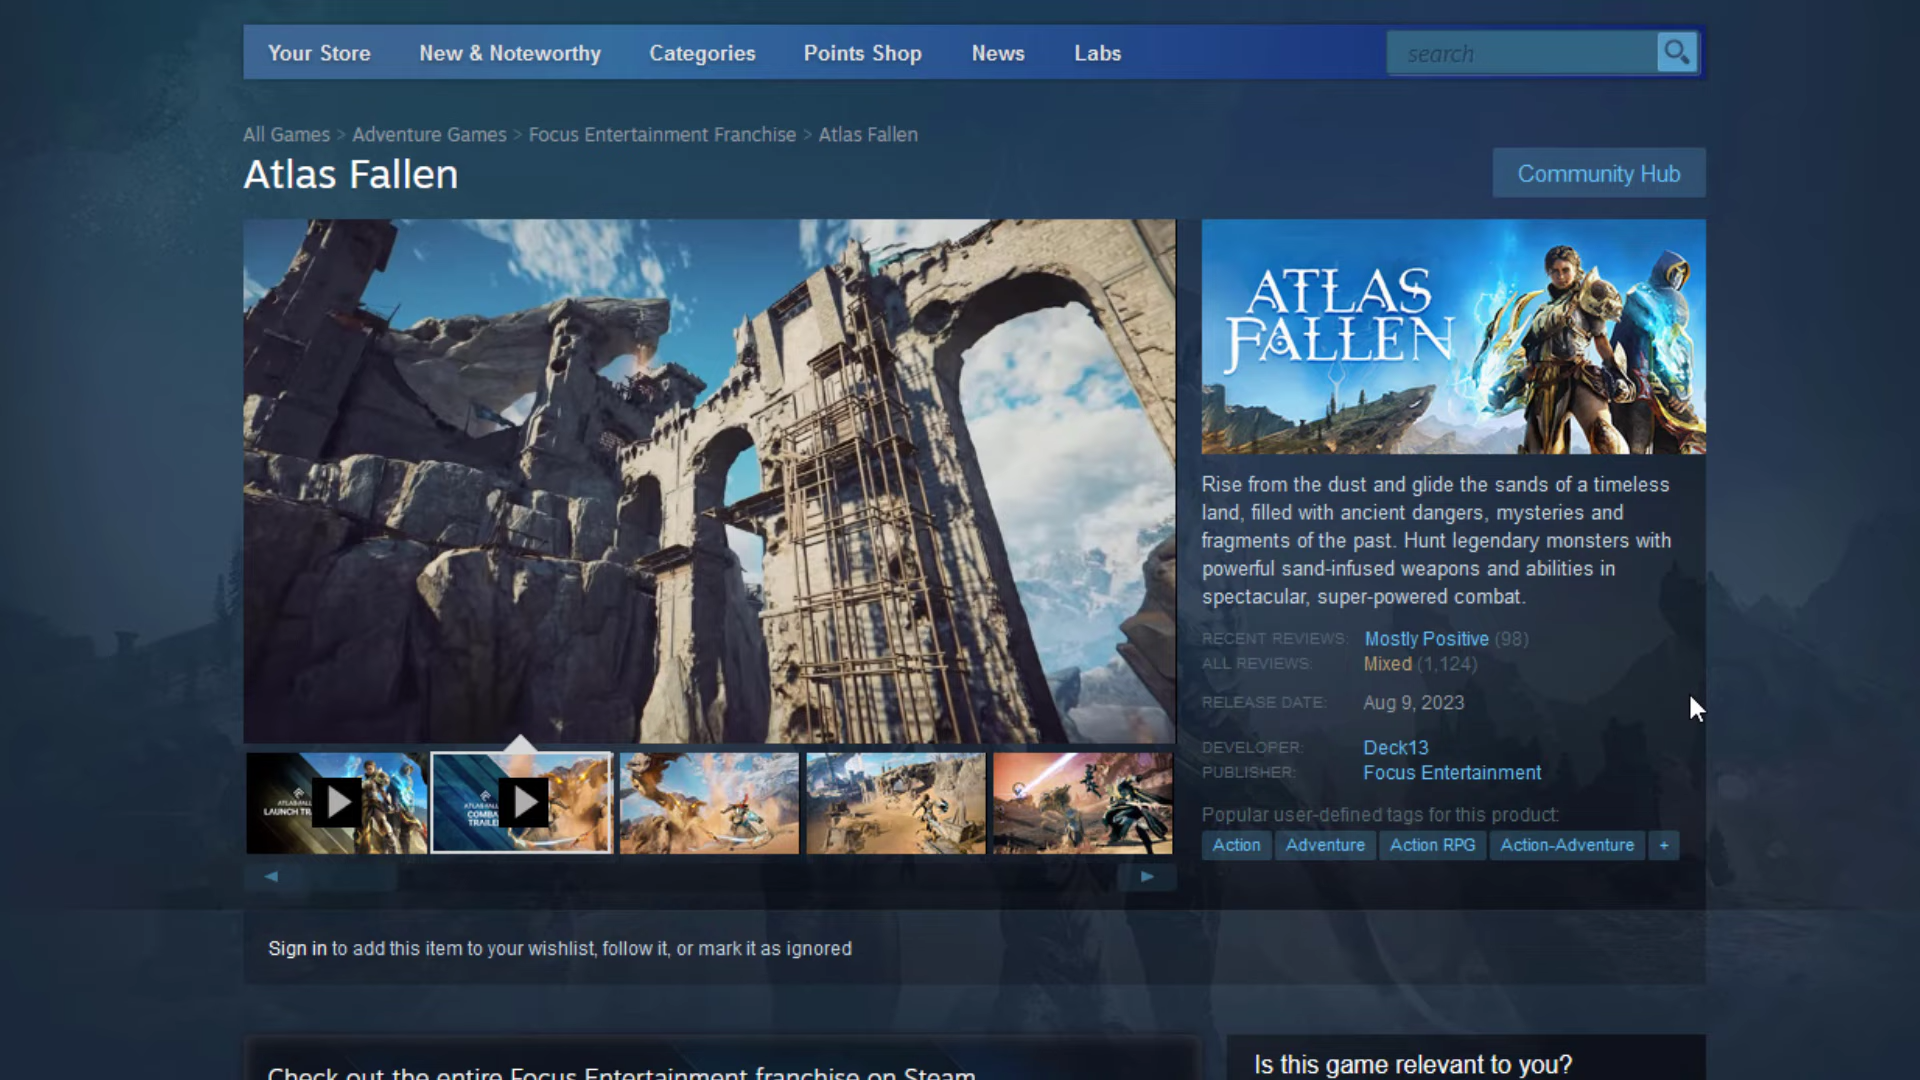 Your Store New & Noteworthy Categories Points Shop News Labs search
All Games > Adventure Games > Focus Entertainment Franchise > Atlas Fallen
Atlas Fallen
Community Hub
ATLAS
FALLEN
Rise from the dust and glide the sands of a timeless
land, filled with ancient dangers, mysteries and
fragments of the past. Hunt legendary monsters with
powerful sand-infused weapons and abilities in
spectacular, super-powered combat.
RECENT REVIEWS: Mostly Positive (98)
ALL REVIEWS: Mixed (1,124)
RELEASE DATE: Aug 9, 2023
DEVELOPER: Deck13
PUBLISHER: Focus Entertainment
Popular user-defined tags for this product:
Action Adventure Action RPG Action-Adventure +
LAUNCH
COMBA
TRAILE
Sign in to add this item to your wishlist, follow it, or mark it as ignored
Check out the entire Focus Entertainment franchise on Steam
Is this game relevant to you?